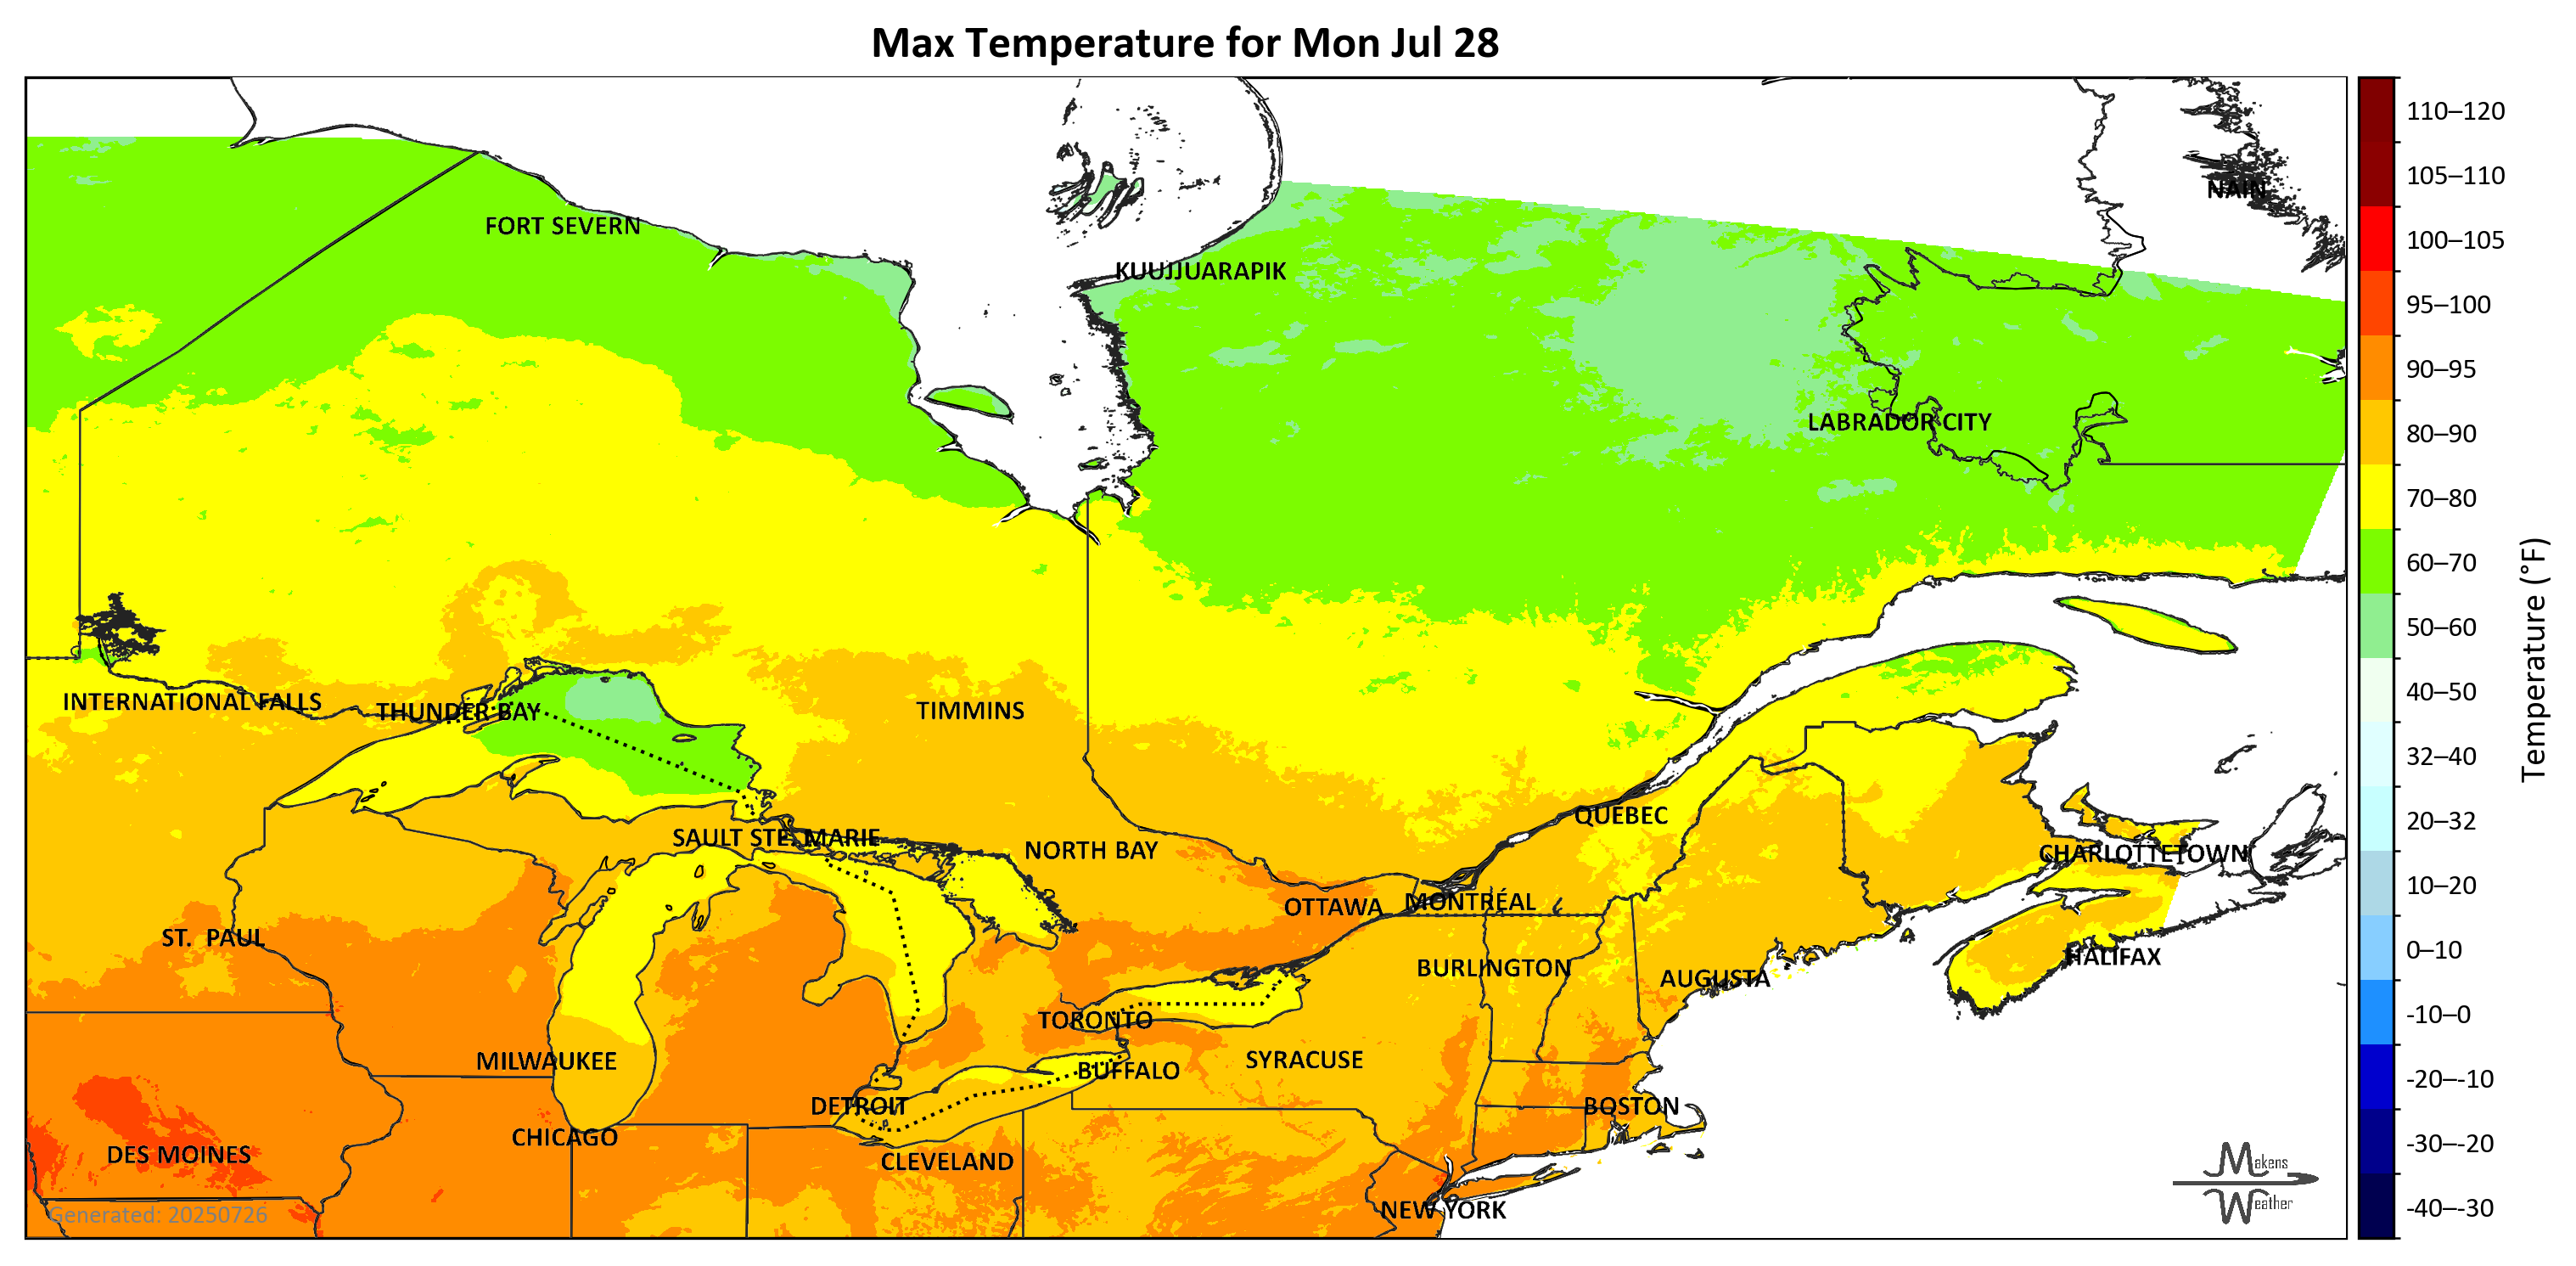 Max Temperature for Mon Jul 28
NAIN
FORT SEVERN
KUUJJUARAPIK
LABRADOR CITY
INTERNATIONAL FALLS
THUNDER BAY
TIMMINS
QUÉBEC
SAULT STE. MARIE
NORTH BAY
CHARLOTTETOWN
OTTAWA
MONTRÉAL
ST. PAUL
HALIFAX
BURLINGTON
AUGUSTA
TORONTO
MILWAUKEE
SYRACUSE
BUFFALO
DETROIT
BOSTON
CHICAGO
DES MOINES
CLEVELAND
NEW YORK
Generated: 20250726
Makens
Weather
110–120
105–110
100–105
95–100
90–95
80–90
70–80
60–70
50–60
40–50
32–40
20–32
10–20
0–10
-10–0
-20–-10
-30–-20
-40–-30
Temperature (°F)